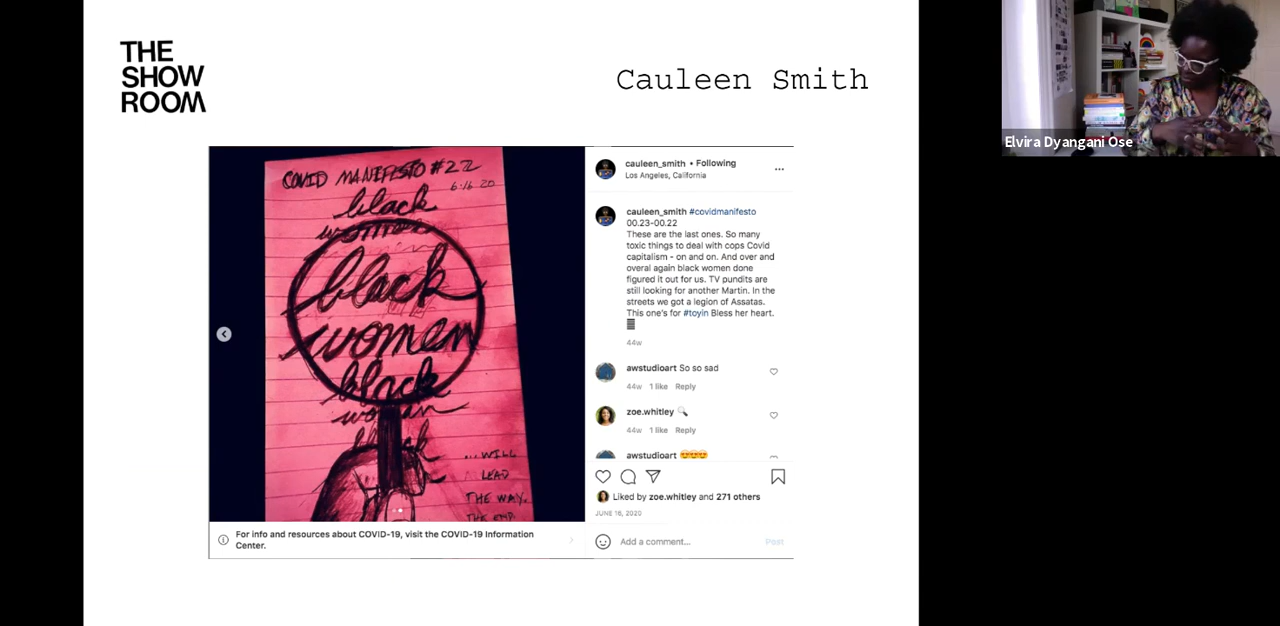 THE
SHOW
ROOM
Cauleen Smith
Elvira Dyangani Ose
COVID MANIFESTO #22
6.16 20
black
women
black
women
black
woman
black
...WILL
LEAD
THE WAY.
THE END.
cauleen_smith • Following
Los Angeles, California
cauleen_smith #covidmanifesto
00.23-00.22
These are the last ones. So many
toxic things to deal with cops Covid
capitalism - on and on. And over and
overal again black women done
figured it out for us. TV pundits are
still looking for another Martin. In the
streets we got a legion of Assatas.
This one's for #toyin Bless her heart.
44w
awstudioart So so sad
44w 1 like Reply
zoe.whitley
44w 1 like Reply
awstudioart
Liked by zoe.whitley and 271 others
JUNE 16, 2020
Add a comment... Post
For info and resources about COVID-19, visit the COVID-19 Information
Center.